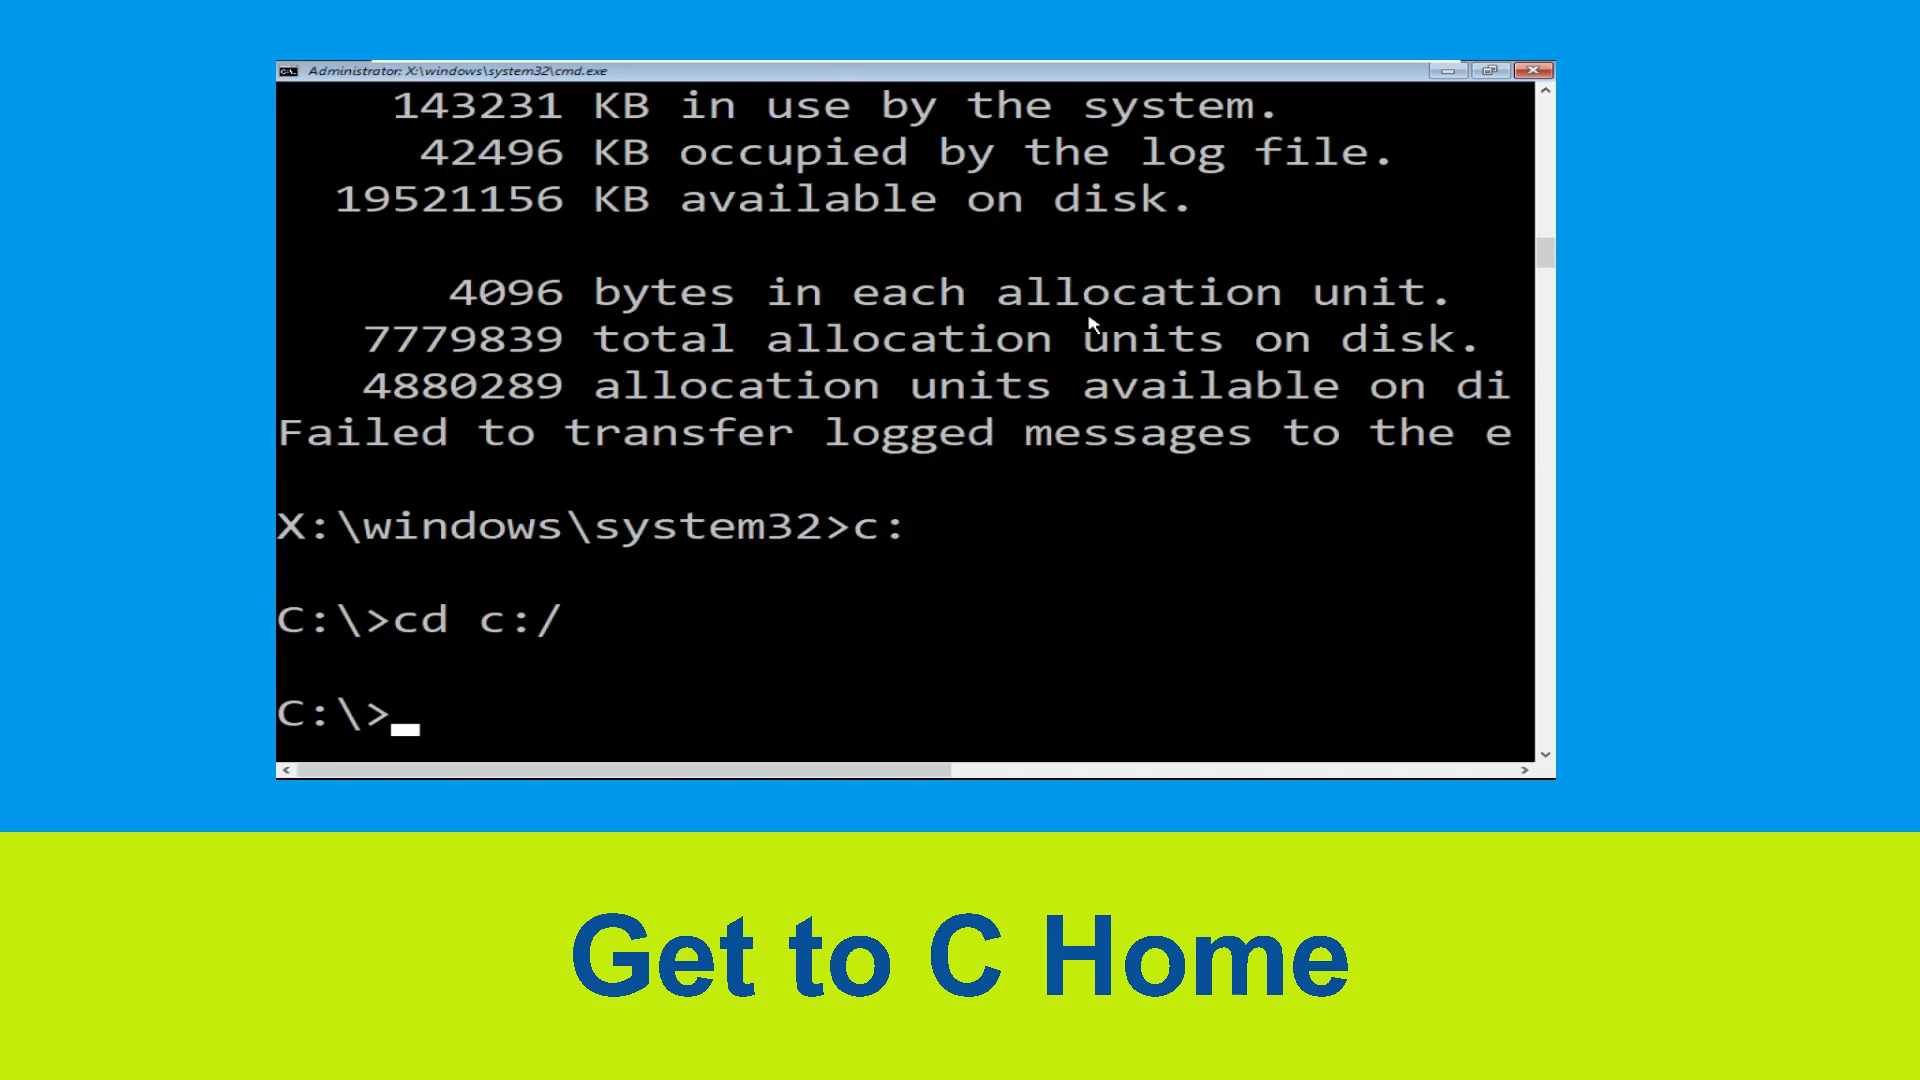 Administrator: X:\windows\system32\cmd.exe
143231 KB in use by the system.
42496 KB occupied by the log file.
19521156 KB available on disk.
4096 bytes in each allocation unit.
7779839 total allocation units on disk.
4880289 allocation units available on di
Failed to transfer logged messages to the e
X:\windows\system32>c:
C:\>cd c:/
C:\>
Get to C Home